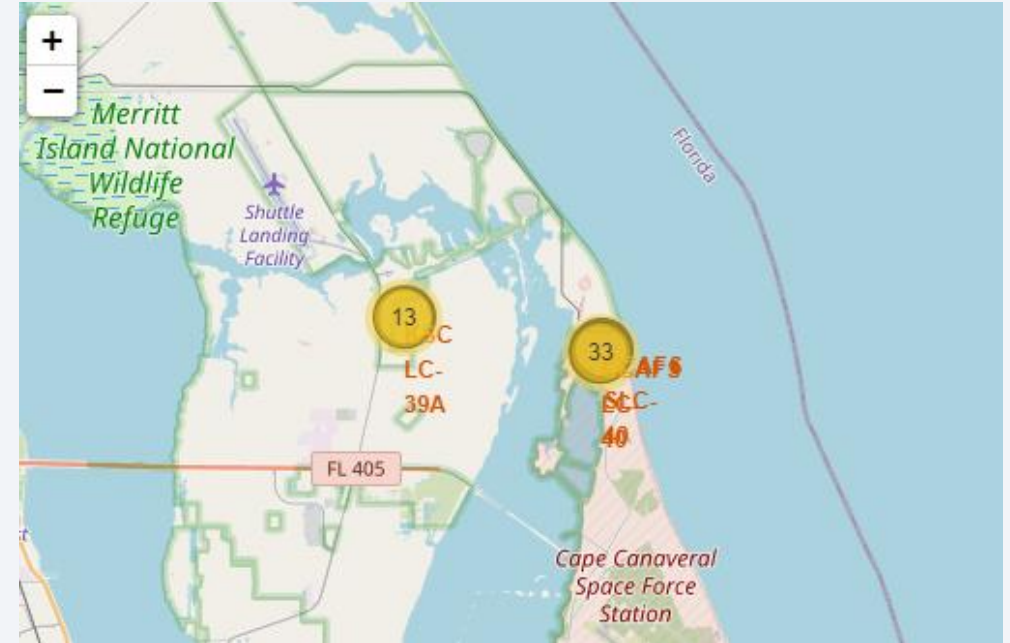 +
−
Merritt
Island National
Wildlife
Refuge
Florida
Shuttle
Landing
Facility
13
LC-
39A
33
40
FL 405
Cape Canaveral
Space Force
Station